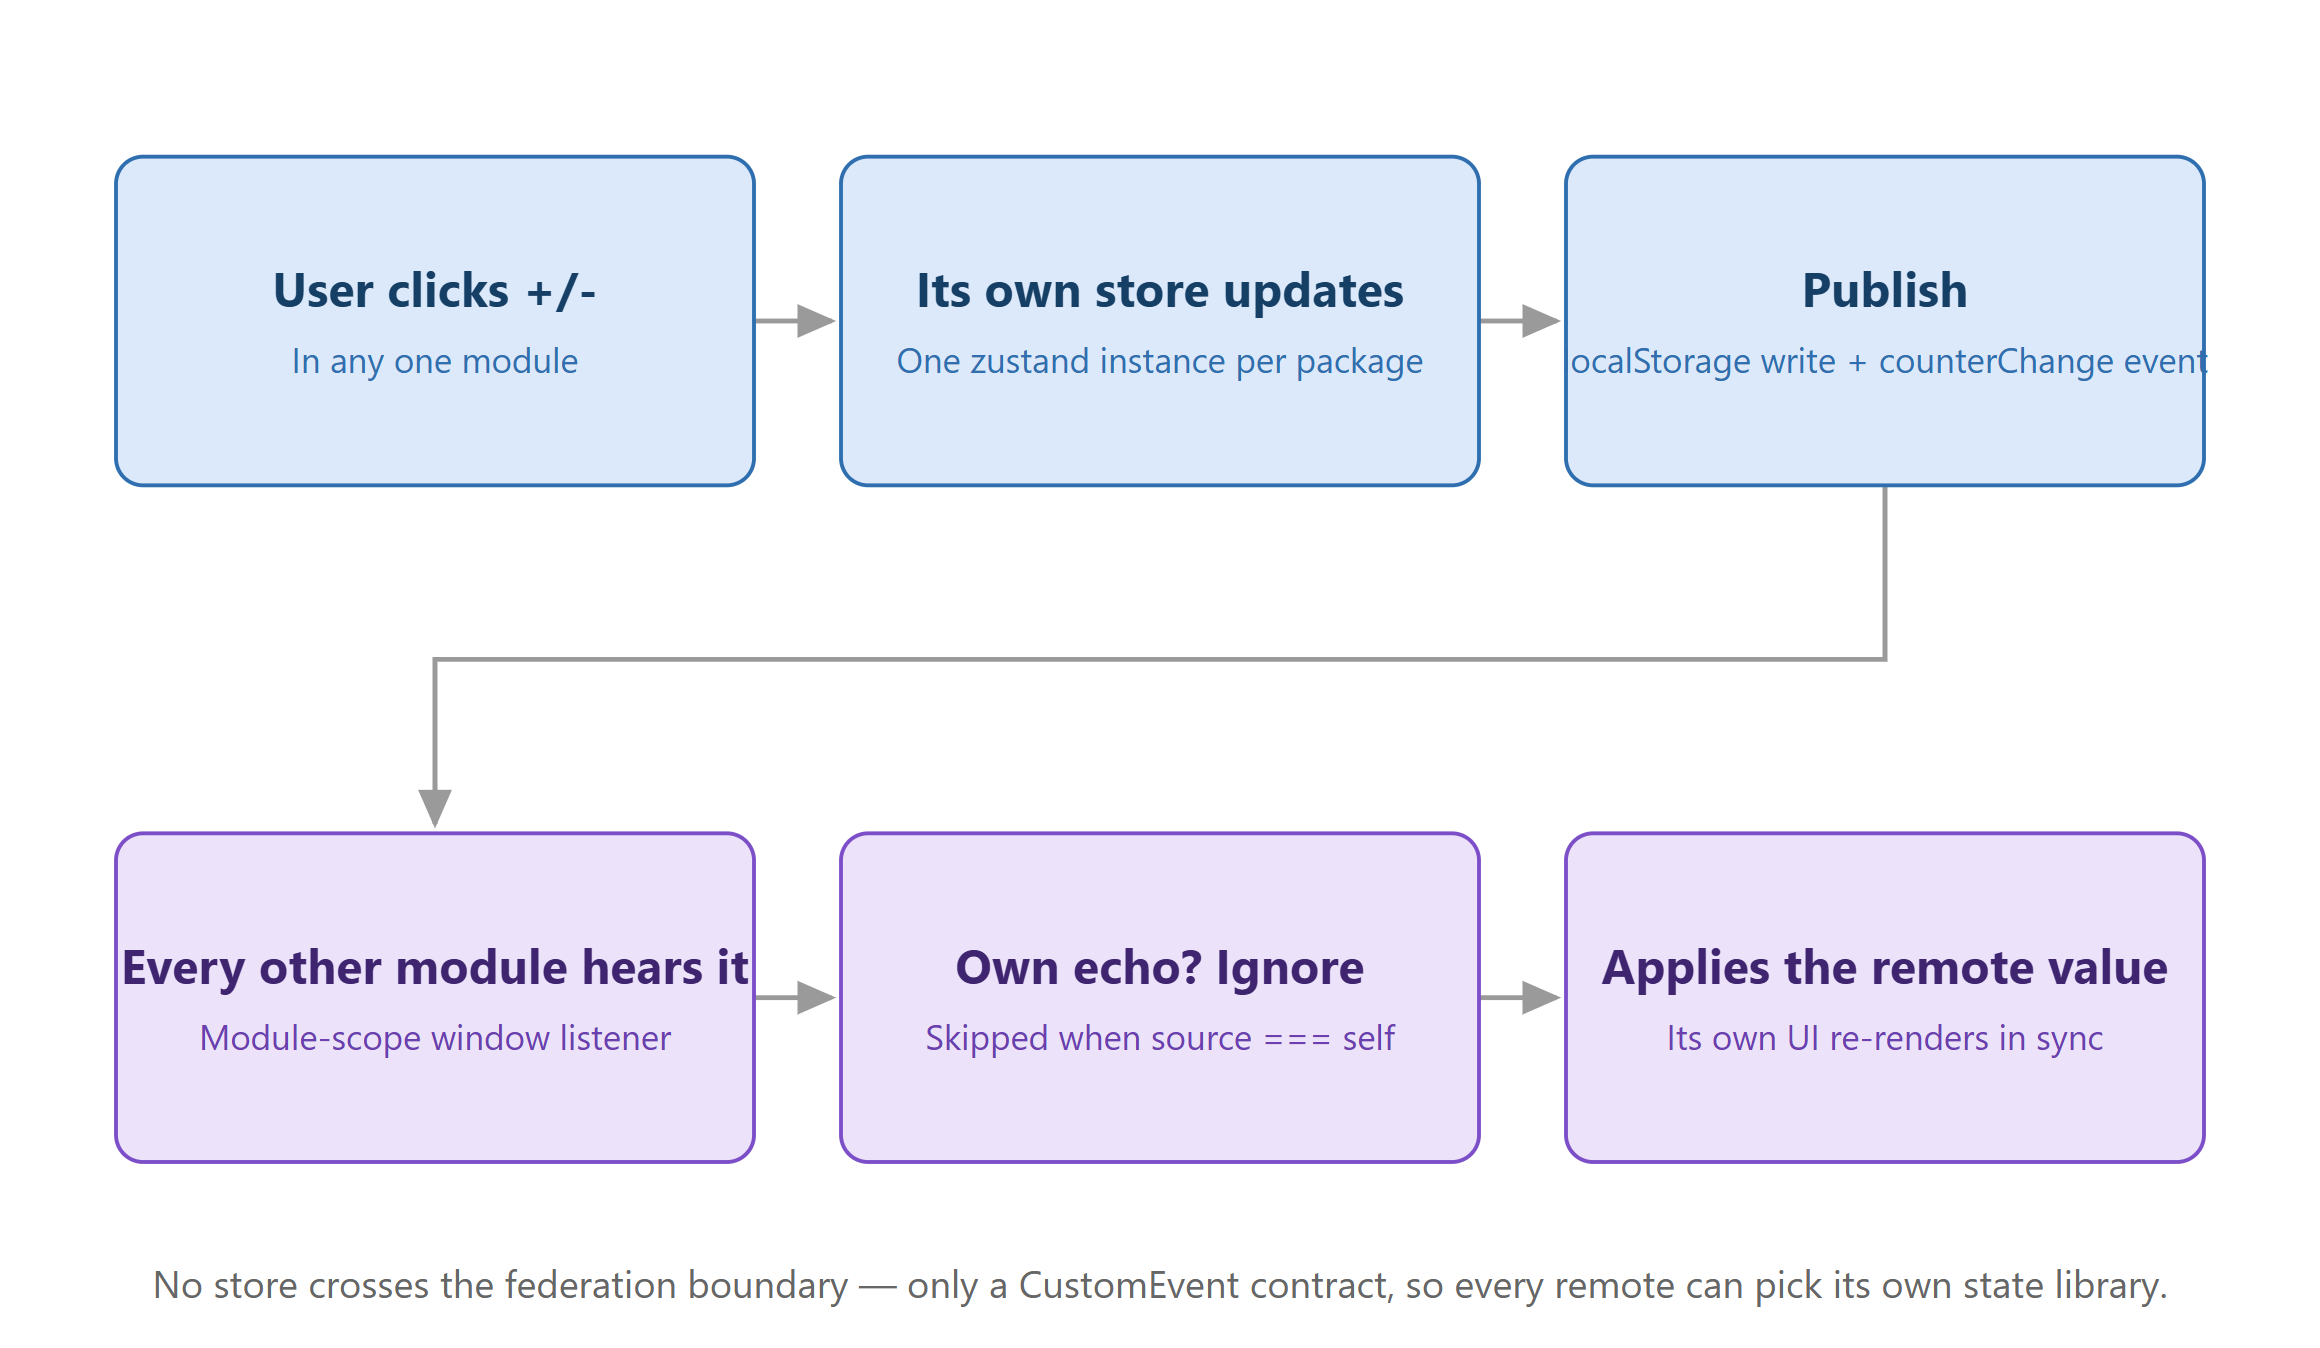 User clicks +/-
In any one module
Its own store updates
One zustand instance per package
Publish
ocalStorage write + counterChange event
Every other module hears it
Module-scope window listener
Own echo? Ignore
Skipped when source === self
Applies the remote value
Its own UI re-renders in sync
No store crosses the federation boundary — only a CustomEvent contract, so every remote can pick its own state library.